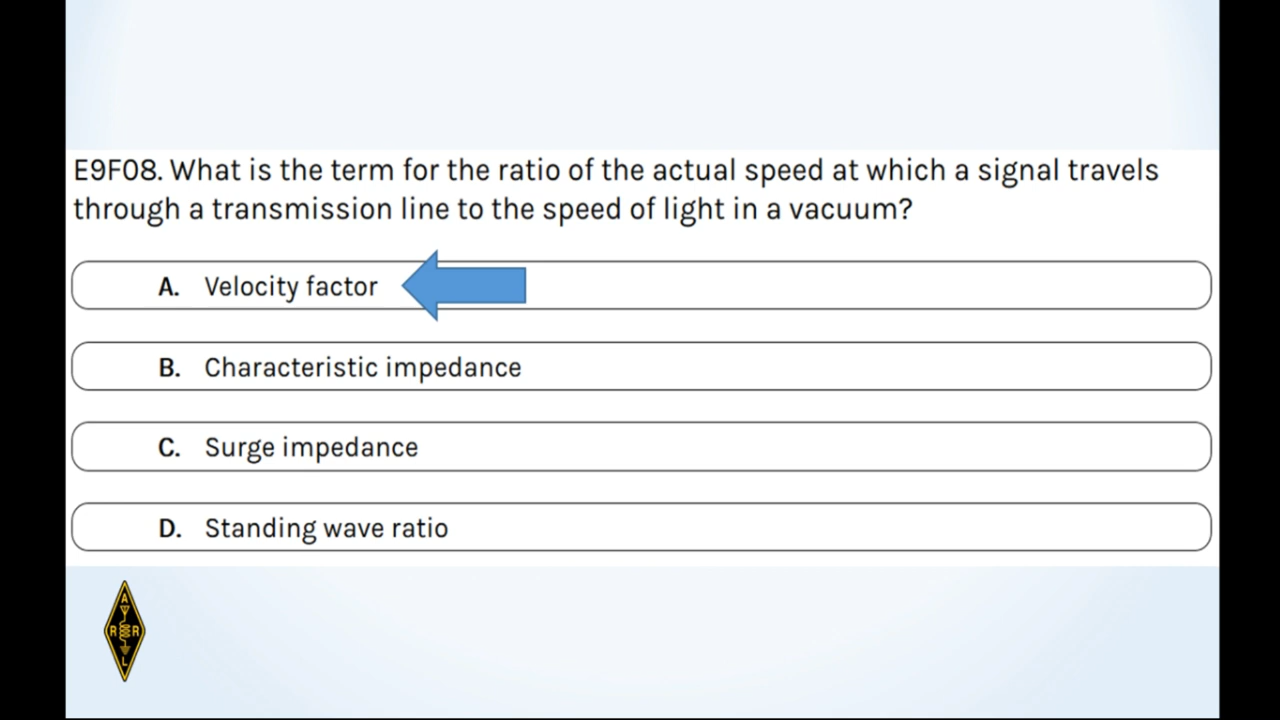 E9F08. What is the term for the ratio of the actual speed at which a signal travels
through a transmission line to the speed of light in a vacuum?
A. Velocity factor
B. Characteristic impedance
C. Surge impedance
D. Standing wave ratio
A
R R
L